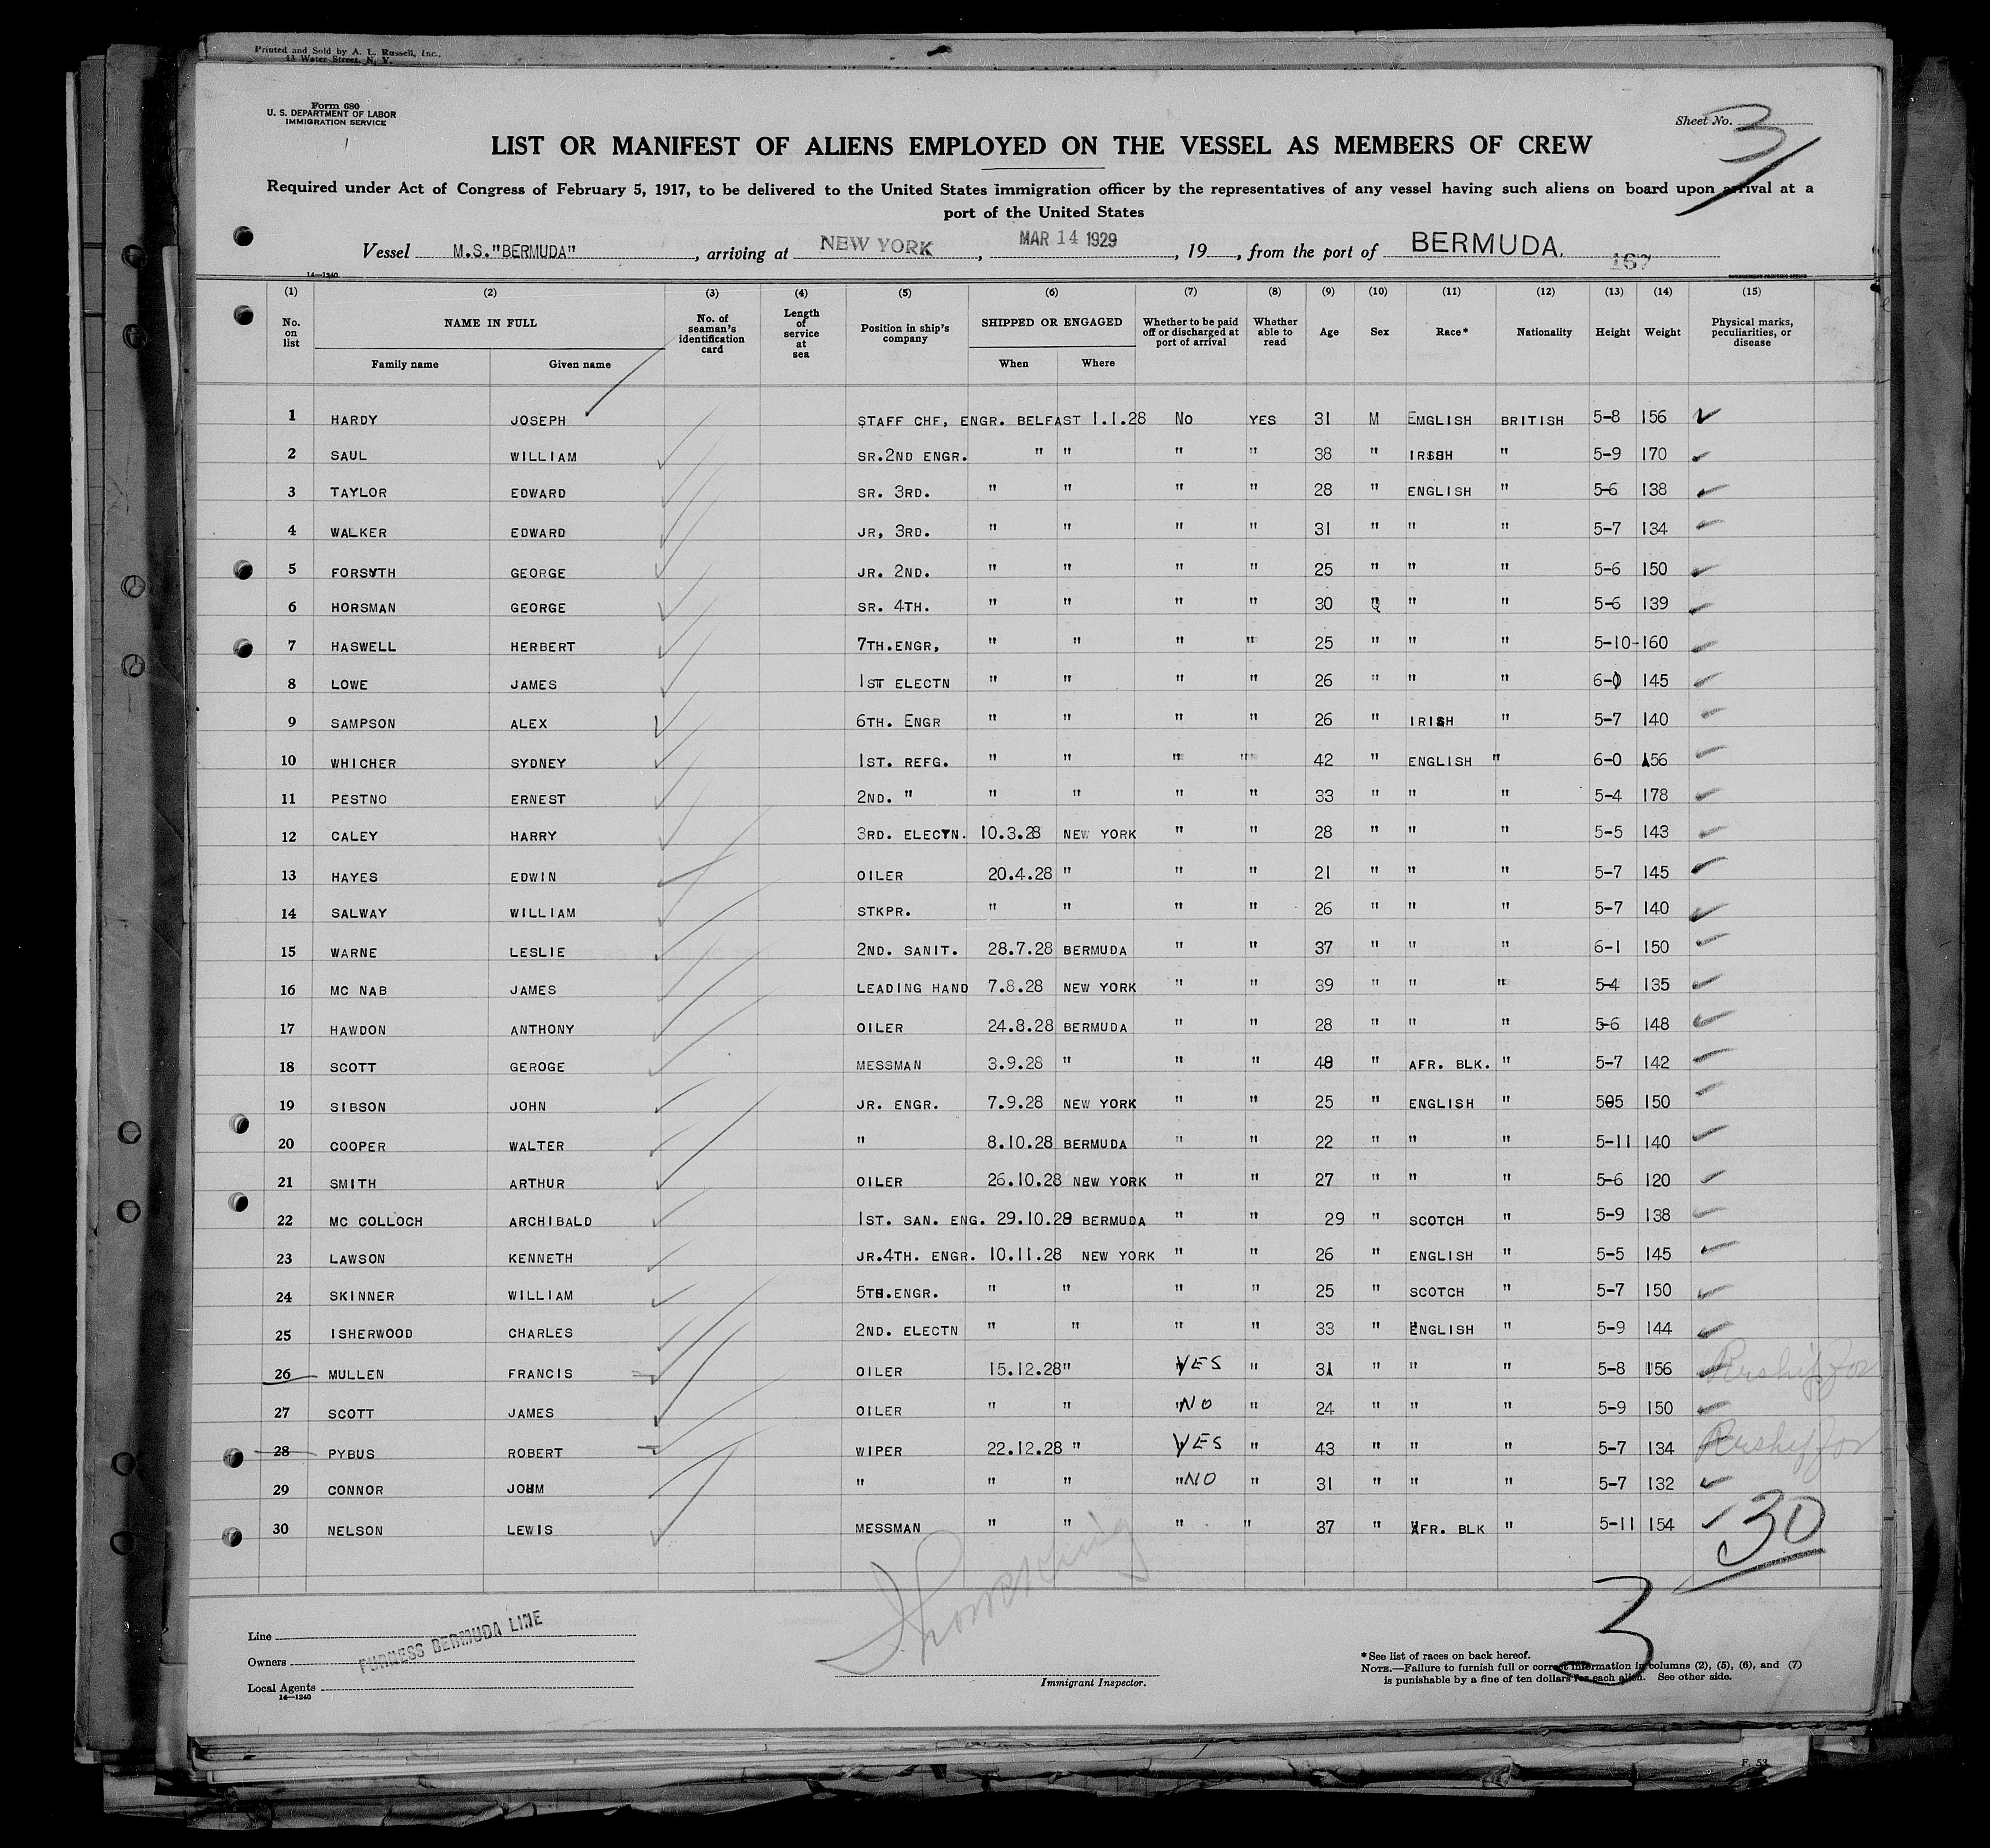 Printed and Sold by A. L. Russell, Inc.,
13 Water Street, N. Y.
Form 680
U. S. DEPARTMENT OF LABOR
IMMIGRATION SERVICE
Sheet No. 3
LIST OR MANIFEST OF ALIENS EMPLOYED ON THE VESSEL AS MEMBERS OF CREW
Required under Act of Congress of February 5, 1917, to be delivered to the United States immigration officer by the representatives of any vessel having such aliens on board upon arrival at a
port of the United States
Vessel M.S."BERMUDA", arriving at NEW YORK, MAR 14 1929, 19, from the port of BERMUDA. 167
14—1240
(1) (2) (3) (4) (5) (6) (7) (8) (9) (10) (11) (12) (13) (14) (15)
No. on list NAME IN FULL Family name Given name No. of seaman's identification card Length of service at sea Position in ship's company SHIPPED OR ENGAGED When Where Whether to be paid off or discharged at port of arrival Whether able to read Age Sex Race* Nationality Height Weight Physical marks, peculiarities, or disease
1 HARDY JOSEPH STAFF CHF, ENGR. BELFAST 1.1.28 NO YES 31 M EMGLISH BRITISH 5-8 156
2 SAUL WILLIAM SR.2ND ENGR. " " " " 38 " IRISH " 5-9 170
3 TAYLOR EDWARD SR. 3RD. " " " " 28 " ENGLISH " 5-6 138
4 WALKER EDWARD JR, 3RD. " " " " 31 " " " 5-7 134
5 FORSYTH GEORGE JR. 2ND. " " " " 25 " " " 5-6 150
6 HORSMAN GEORGE SR. 4TH. " " " " 30 " " " 5-6 139
7 HASWELL HERBERT 7TH.ENGR, " " " " 25 " " " 5-10-160
8 LOWE JAMES 1ST ELECTN " " " " 26 " " " 6-0 145
9 SAMPSON ALEX 6TH. ENGR " " " " 26 " IRISH " 5-7 140
10 WHICHER SYDNEY 1ST. REFG. " " " " 42 " ENGLISH " 6-0 156
11 PESTNO ERNEST 2ND. " " " " " 33 " " " 5-4 178
12 CALEY HARRY 3RD. ELECTN. 10.3.28 NEW YORK " " 28 " " " 5-5 143
13 HAYES EDWIN OILER 20.4.28 " " " 21 " " " 5-7 145
14 SALWAY WILLIAM STKPR. " " " " 26 " " " 5-7 140
15 WARNE LESLIE 2ND. SANIT. 28.7.28 BERMUDA " " 37 " " " 6-1 150
16 MC NAB JAMES LEADING HAND 7.8.28 NEW YORK " " 39 " " " 5-4 135
17 HAWDON ANTHONY OILER 24.8.28 BERMUDA " " 28 " " " 5-6 148
18 SCOTT GEROGE MESSMAN 3.9.28 " " " 48 " AFR. BLK. " 5-7 142
19 SIBSON JOHN JR. ENGR. 7.9.28 NEW YORK " " 25 " ENGLISH " 505 150
20 COOPER WALTER " 8.10.28 BERMUDA " " 22 " " " 5-11 140
21 SMITH ARTHUR OILER 26.10.28 NEW YORK " " 27 " " " 5-6 120
22 MC COLLOCH ARCHIBALD 1ST. SAN. ENG. 29.10.28 BERMUDA " " 29 " SCOTCH " 5-9 138
23 LAWSON KENNETH JR.4TH. ENGR. 10.11.28 NEW YORK " " 26 " ENGLISH " 5-5 145
24 SKINNER WILLIAM 5TH.ENGR. " " " " 25 " SCOTCH " 5-7 150
25 ISHERWOOD CHARLES 2ND. ELECTN " " " " 33 " ENGLISH " 5-9 144
26 MULLEN FRANCIS OILER 15.12.28 " YES " 31 " " " 5-8 156
27 SCOTT JAMES OILER " " "NO " 24 " " " 5-9 150
28 PYBUS ROBERT WIPER 22.12.28 " YES " 43 " " " 5-7 134
29 CONNOR JOHM " " " "NO " 31 " " " 5-7 132
30 NELSON LEWIS MESSMAN " " " " 37 " AFR. BLK " 5-11 154
30
3
Line
Owners FURNESS BERMUDA LINE
Local Agents
14—1240
Immigrant Inspector.
*See list of races on back hereof.
NOTE.—Failure to furnish full or correct information in columns (2), (5), (6), and (7)
is punishable by a fine of ten dollars for each alien. See other side.
F. 53